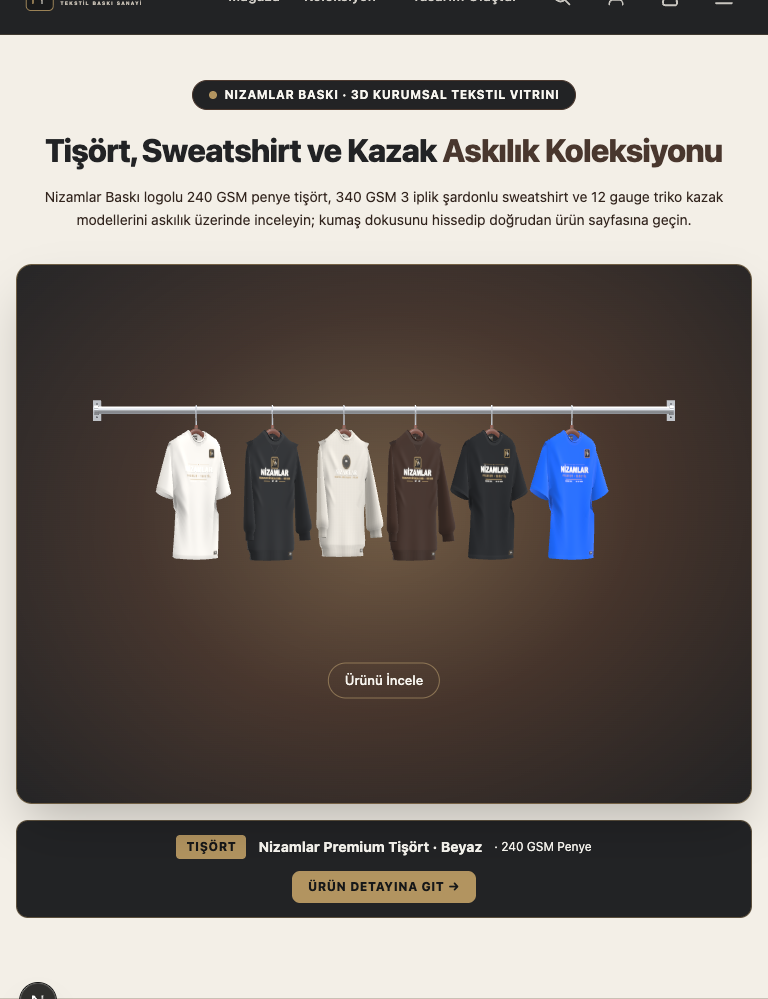 TEKSTİL BASKI SANAYİ
NIZAMLAR BASKI · 3D KURUMSAL TEKSTIL VITRINI
Tişört, Sweatshirt ve Kazak Askılık Koleksiyonu
Nizamlar Baskı logolu 240 GSM penye tişört, 340 GSM 3 iplik şardonlu sweatshirt ve 12 gauge triko kazak
modellerini askılık üzerinde inceleyin; kumaş dokusunu hissedip doğrudan ürün sayfasına geçin.
NİZAMLAR
NİZAMLAR
NİZAMLAR
NİZAMLAR
Ürünü İncele
TIŞÖRT Nizamlar Premium Tişört · Beyaz · 240 GSM Penye
ÜRÜN DETAYINA GIT →